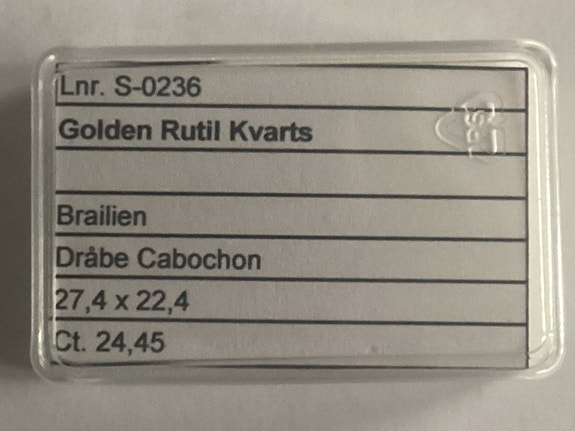 Lnr. S-0236
Golden Rutil Kvarts
Brailien
Dråbe Cabochon
27,4 x 22,4
Ct. 24,45